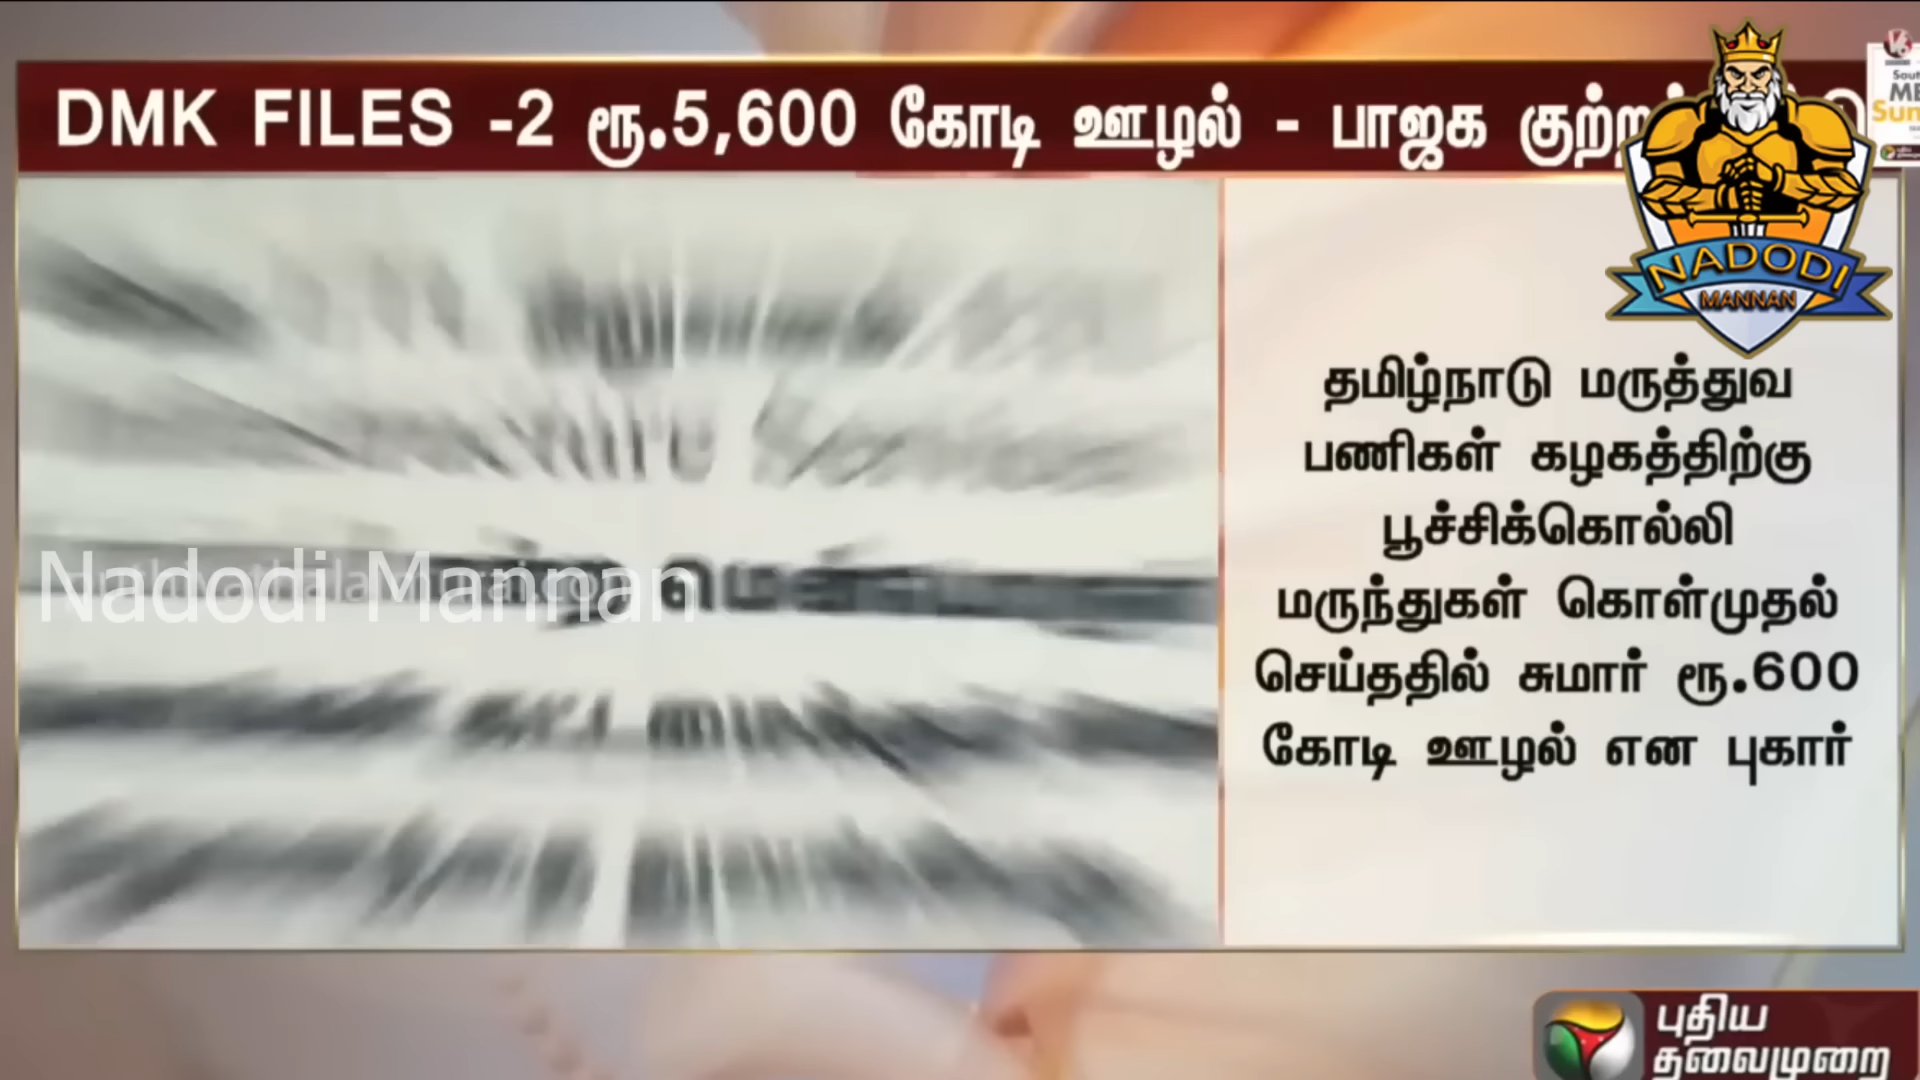 DMK FILES -2 ரூ.5,600 கோடி ஊழல் - பாஜக
NADODI
MANNAN
தமிழ்நாடு மருத்துவ
பணிகள் கழகத்திற்கு
பூச்சிக்கொல்லி
மருந்துகள் கொள்முதல்
செய்ததில் சுமார் ரூ.600
கோடி ஊழல் என புகார்
Nadodi Mannan
புதிய
தலைமுறை